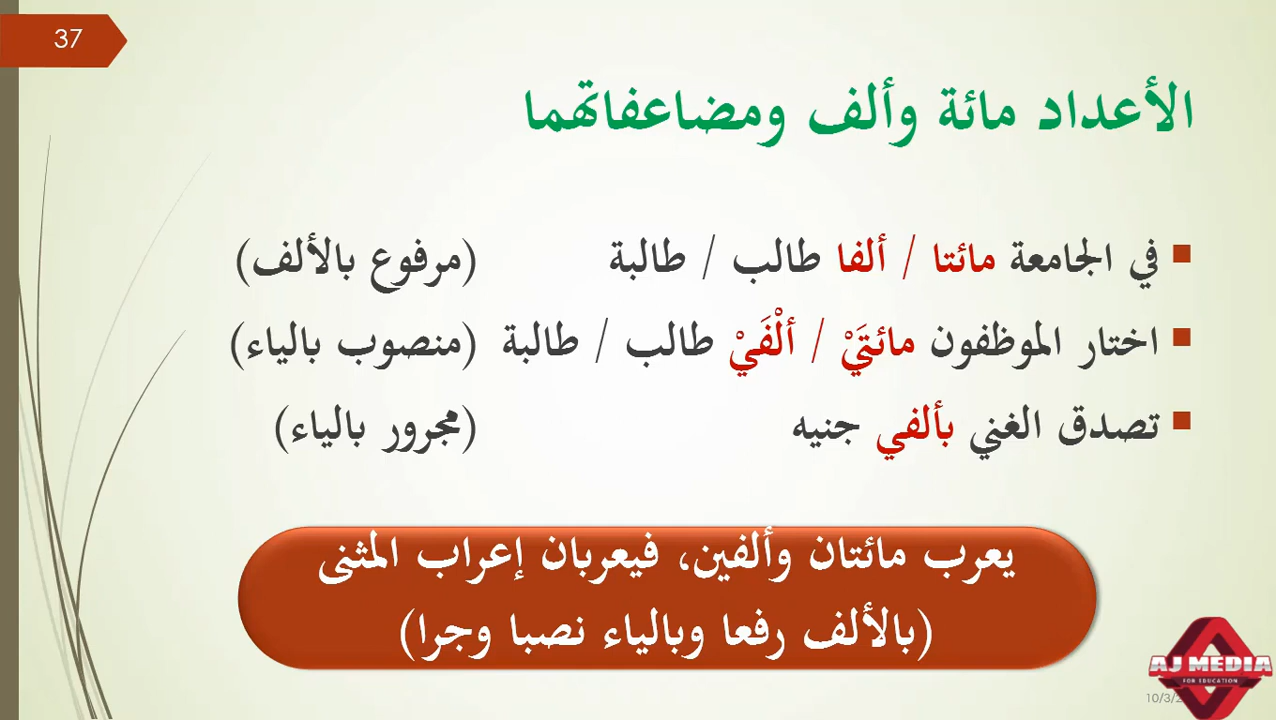 37
الأعداد مائة وألف ومضاعفاتهما
في الجامعة مائتا / ألفا طالب / طالبة (مرفوع بالألف)
اختار الموظفون مائتَيْ / ألْفَيْ طالب / طالبة (منصوب بالياء)
تصدق الغني بألفي جنيه (مجرور بالياء)
يعرب مائتان وألفين، فيعربان إعراب المثنى
(بالألف رفعا وبالياء نصبا وجرا)
AJ MEDIA
FOR EDUCATION
10/3/